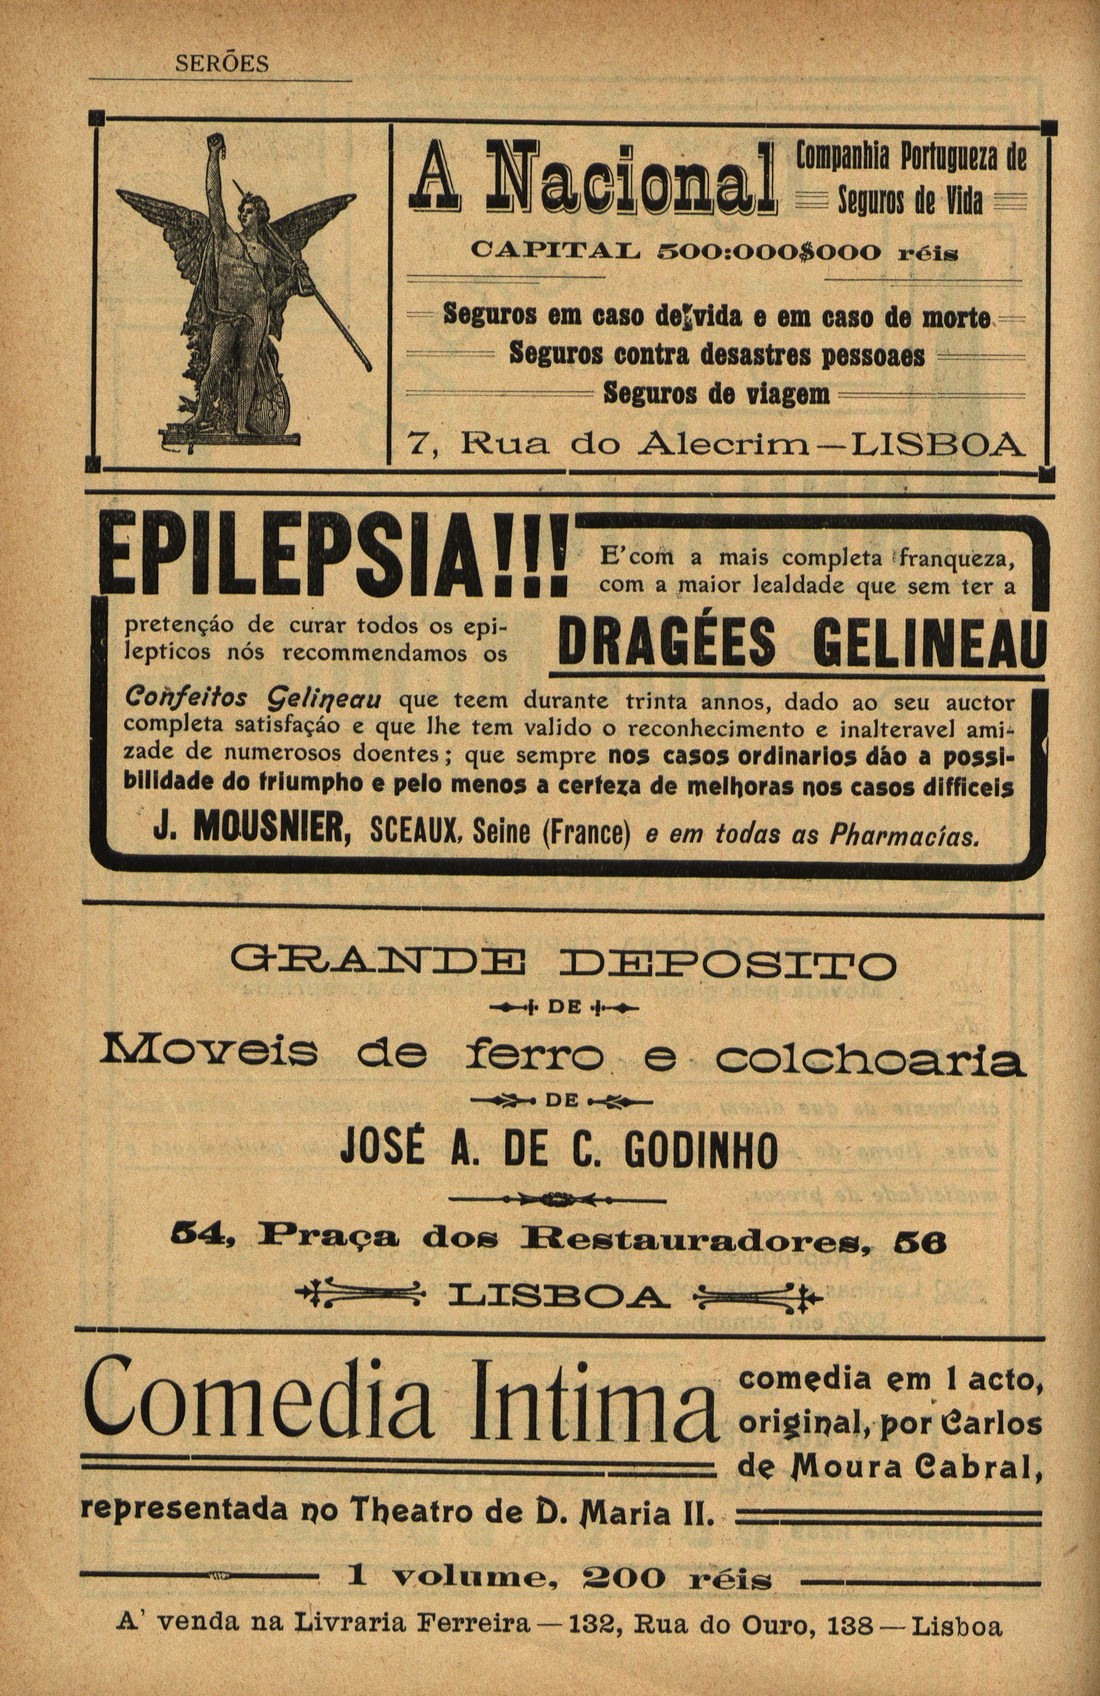 SERÕES
A Nacional
Companhia Portugueza de
Seguros de Vida
CAPITAL 500:000$000 réis
Seguros em caso de vida e em caso de morte
Seguros contra desastres pessoaes
Seguros de viagem
7, Rua do Alecrim—LISBOA
EPILEPSIA!!!
E'com a mais completa franqueza,
com a maior lealdade que sem ter a
pretenção de curar todos os epi-
lepticos nós recommendamos os
DRAGÉES GELINEAU
Confeitos Gelineau que teem durante trinta annos, dado ao seu auctor
completa satisfação e que lhe tem valido o reconhecimento e inalteravel ami-
zade de numerosos doentes; que sempre nos casos ordinarios dão a possi-
bilidade do triumpho e pelo menos a certeza de melhoras nos casos difficeis
J. MOUSNIER, SCEAUX, Seine (France) e em todas as Pharmacias.
GRANDE DEPOSITO
DE
Moveis de ferro e colchoaria
DE
JOSÉ A. DE C. GODINHO
54, Praça dos Restauradores, 56
LISBOA
Comedia Intima
comedia em 1 acto,
original, por Carlos
de Moura Cabral,
representada no Theatro de D. Maria II.
1 volume, 200 réis
A' venda na Livraria Ferreira—132, Rua do Ouro, 138—Lisboa